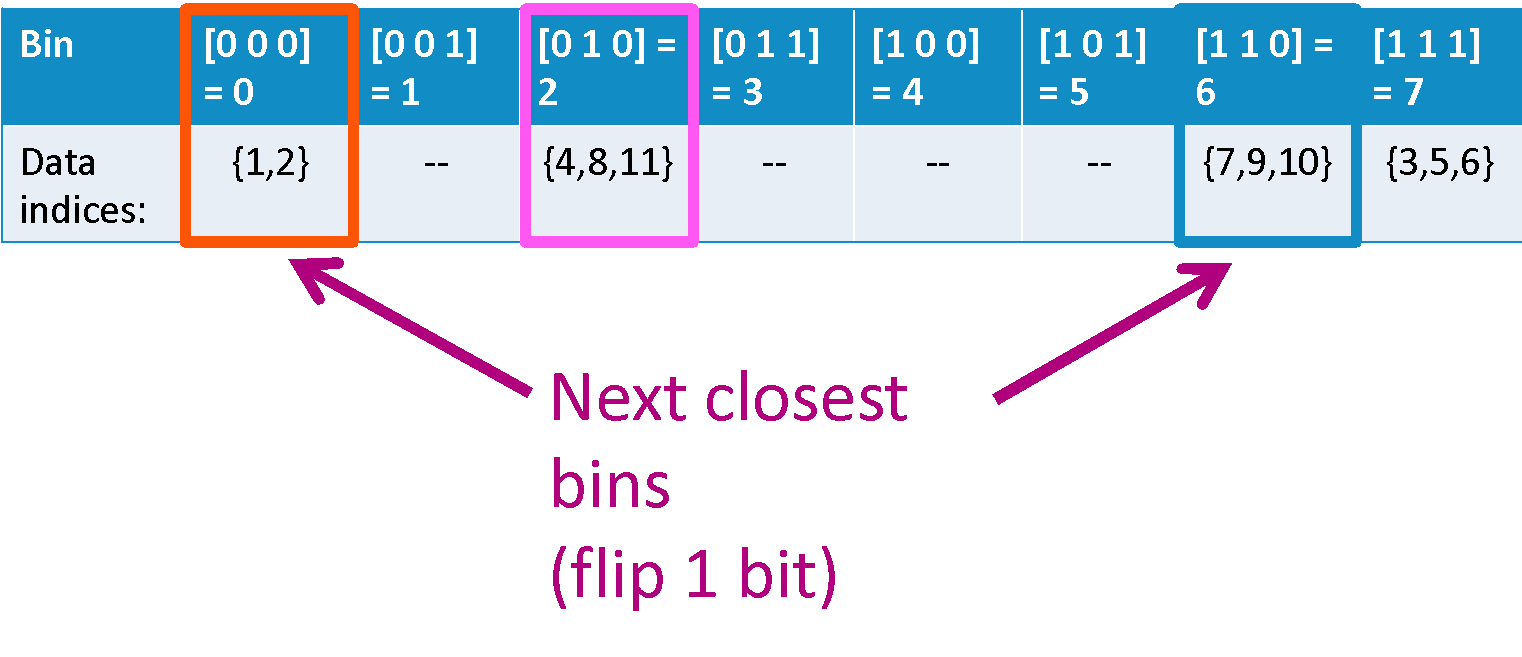 Bin [0 0 0] [0 0 1] [0 1 0] = [0 1 1] [1 0 0] [1 0 1] [1 1 0] = [1 1 1]
= 0 = 1 2 = 3 = 4 = 5 6 = 7
Data {1,2} -- {4,8,11} -- -- -- {7,9,10} {3,5,6}
indices:
Next closest
bins
(flip 1 bit)